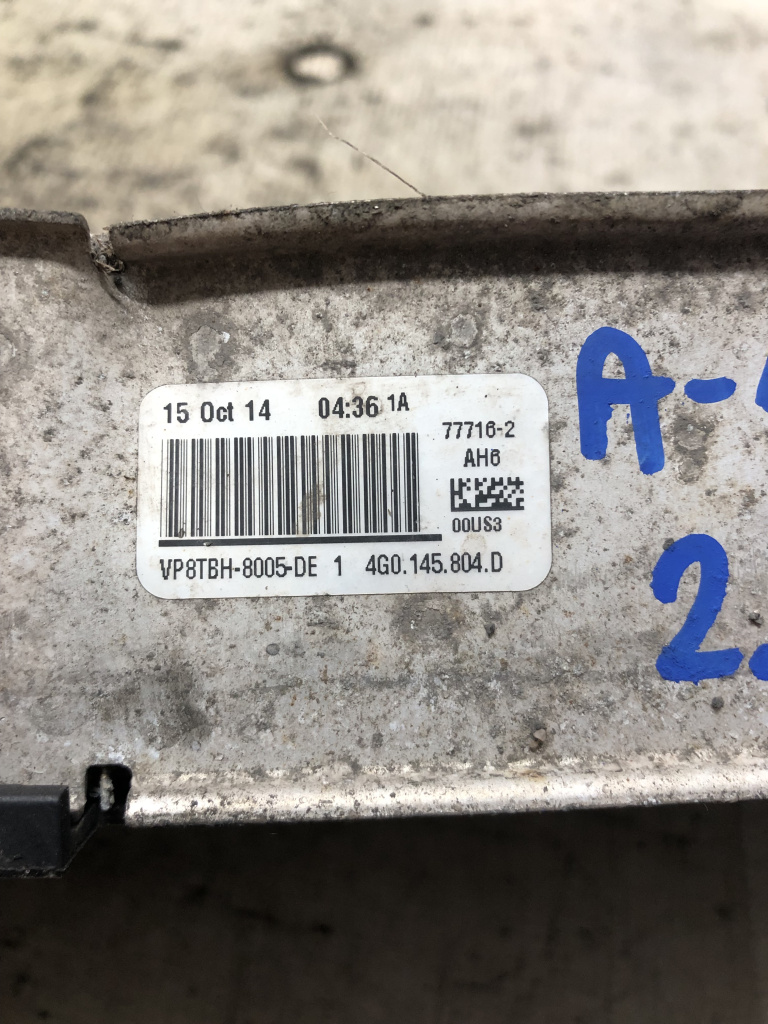 15 Oct 14 04:36 1A
77716-2
AH6
00US3
VP8TBH-8005-DE 1 4G0.145.804.D
A-
2.